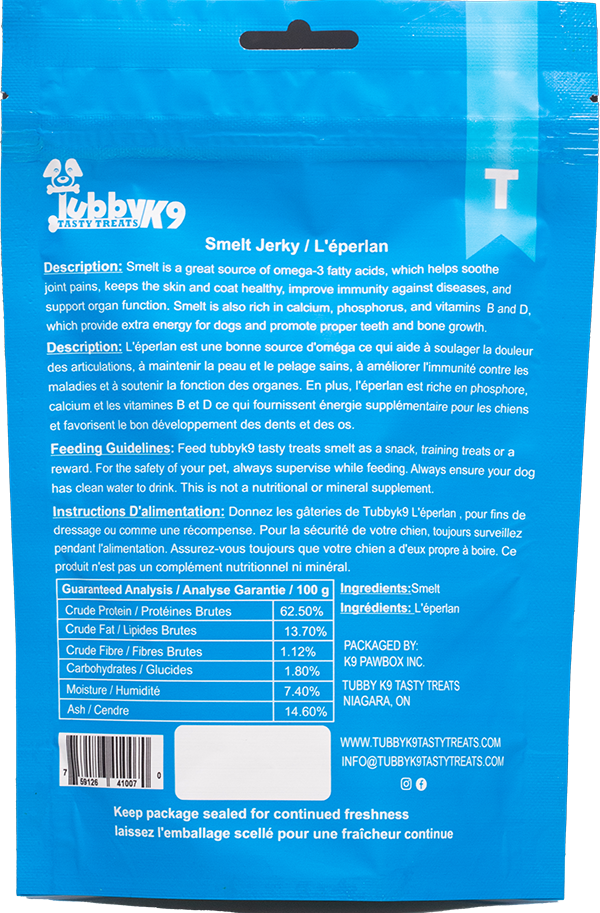 T
TubbyK9
TASTY TREATS
Smelt Jerky / L'éperlan
Description: Smelt is a great source of omega-3 fatty acids, which helps soothe
joint pains, keeps the skin and coat healthy, improve immunity against diseases, and
support organ function. Smelt is also rich in calcium, phosphorus, and vitamins B and D,
which provide extra energy for dogs and promote proper teeth and bone growth.
Description: L'éperlan est une bonne source d'oméga ce qui aide à soulager la douleur
des articulations, à maintenir la peau et le pelage sains, à améliorer l'immunité contre les
maladies et à soutenir la fonction des organes. En plus, l'éperlan est riche en phosphore,
calcium et les vitamines B et D ce qui fournissent énergie supplémentaire pour les chiens
et favorisent le bon développement des dents et des os.
Feeding Guidelines: Feed tubbyk9 tasty treats smelt as a snack, training treats or a
reward. For the safety of your pet, always supervise while feeding. Always ensure your dog
has clean water to drink. This is not a nutritional or mineral supplement.
Instructions D'alimentation: Donnez les gâteries de Tubbyk9 L'éperlan , pour fins de
dressage ou comme une récompense. Pour la sécurité de votre chien, toujours surveillez
pendant l'alimentation. Assurez-vous toujours que votre chien a d'eux propre à boire. Ce
produit n'est pas un complément nutritionnel ni minéral.
Guaranteed Analysis / Analyse Garantie / 100 g
Crude Protein / Protéines Brutes 62.50%
Crude Fat / Lipides Brutes 13.70%
Crude Fibre / Fibres Brutes 1.12%
Carbohydrates / Glucides 1.80%
Moisture / Humidité 7.40%
Ash / Cendre 14.60%
Ingredients:Smelt
Ingrédients: L'éperlan
PACKAGED BY:
K9 PAWBOX INC.
TUBBY K9 TASTY TREATS
NIAGARA, ON
WWW.TUBBYK9TASTYTREATS.COM
INFO@TUBBYK9TASTYTREATS.COM
7 59126 41007 0
Keep package sealed for continued freshness
laissez l'emballage scellé pour une fraîcheur continue